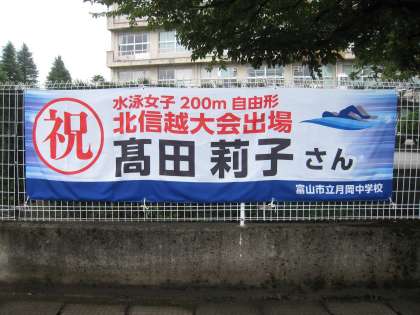 祝
水泳女子 200m 自由形
北信越大会出場
髙田 莉子 さん
富山市立月岡中学校